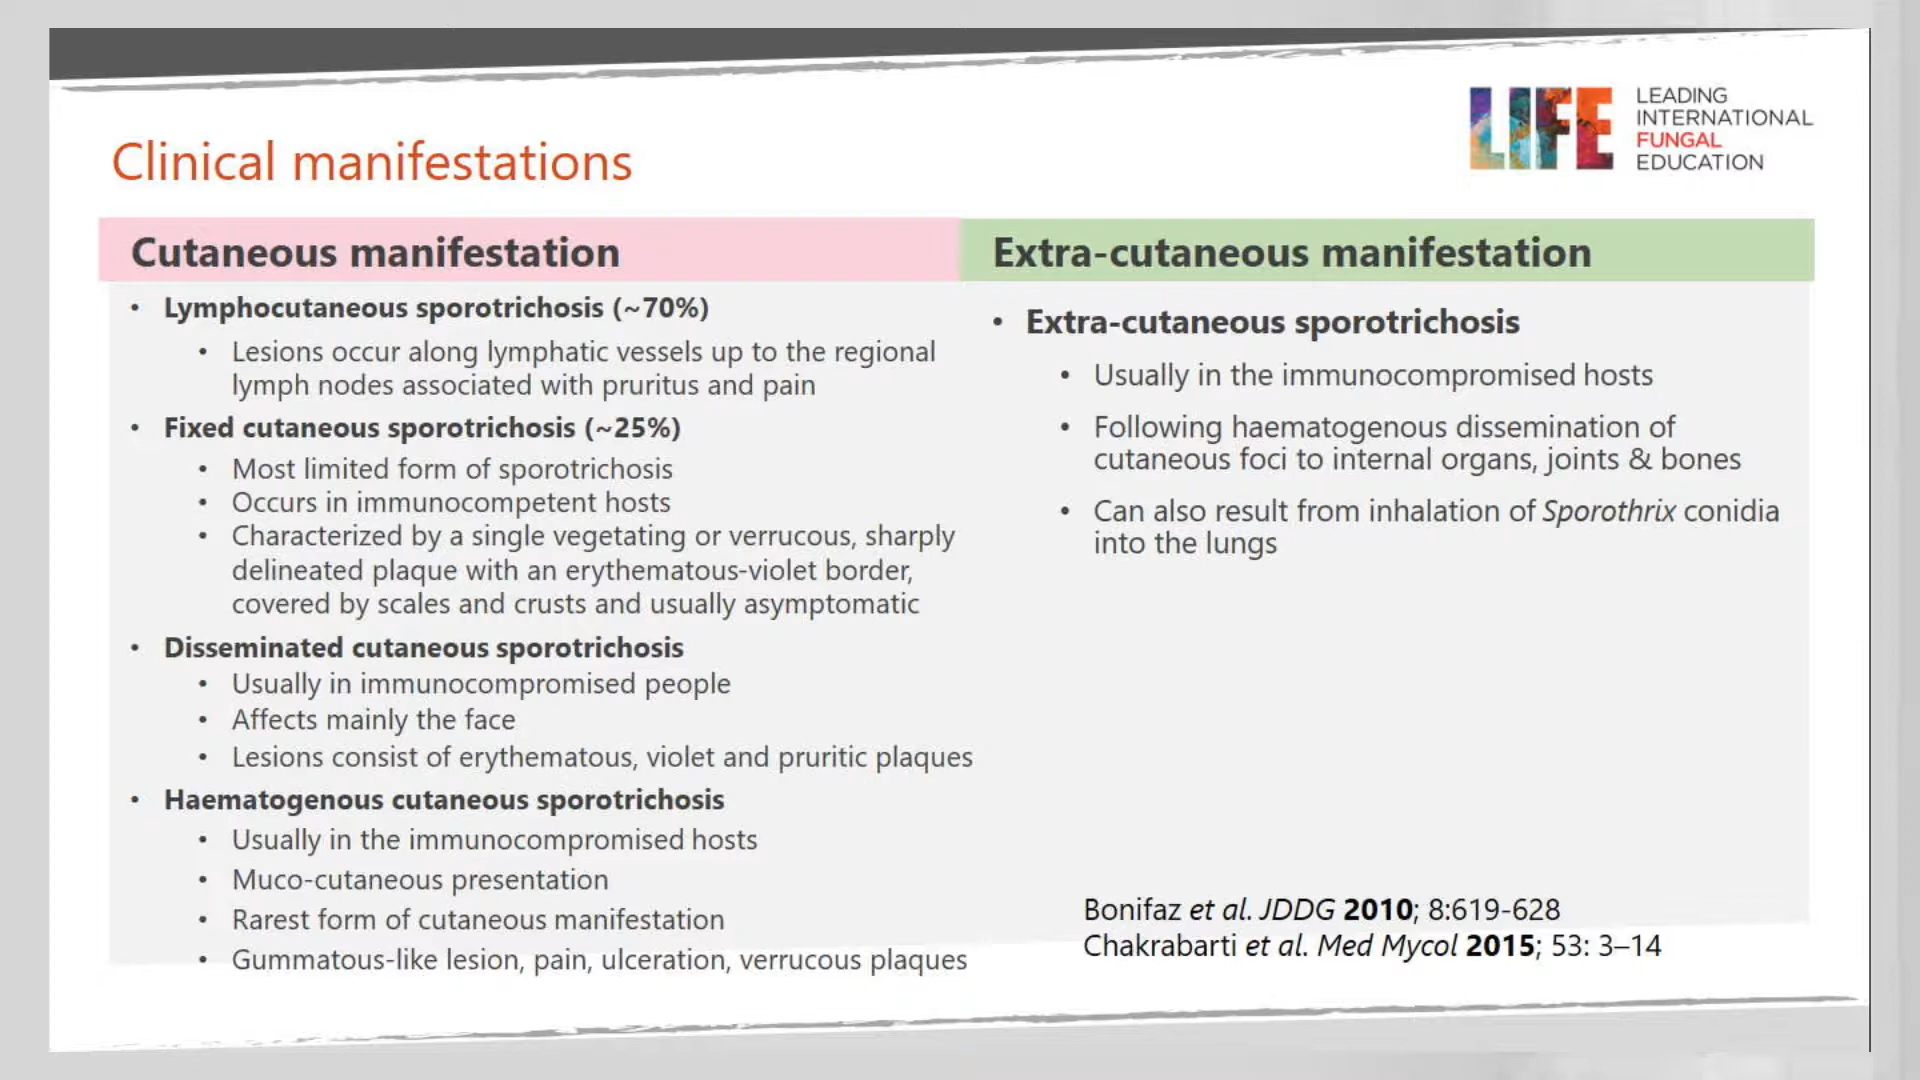 LIFE
LEADING
INTERNATIONAL
FUNGAL
EDUCATION
Clinical manifestations
Cutaneous manifestation
• Lymphocutaneous sporotrichosis (~70%)
• Lesions occur along lymphatic vessels up to the regional
lymph nodes associated with pruritus and pain
• Fixed cutaneous sporotrichosis (~25%)
• Most limited form of sporotrichosis
• Occurs in immunocompetent hosts
• Characterized by a single vegetating or verrucous, sharply
delineated plaque with an erythematous-violet border,
covered by scales and crusts and usually asymptomatic
• Disseminated cutaneous sporotrichosis
• Usually in immunocompromised people
• Affects mainly the face
• Lesions consist of erythematous, violet and pruritic plaques
• Haematogenous cutaneous sporotrichosis
• Usually in the immunocompromised hosts
• Muco-cutaneous presentation
• Rarest form of cutaneous manifestation
• Gummatous-like lesion, pain, ulceration, verrucous plaques
Extra-cutaneous manifestation
• Extra-cutaneous sporotrichosis
• Usually in the immunocompromised hosts
• Following haematogenous dissemination of
cutaneous foci to internal organs, joints & bones
• Can also result from inhalation of Sporothrix conidia
into the lungs
Bonifaz et al. JDDG 2010; 8:619-628
Chakrabarti et al. Med Mycol 2015; 53: 3–14